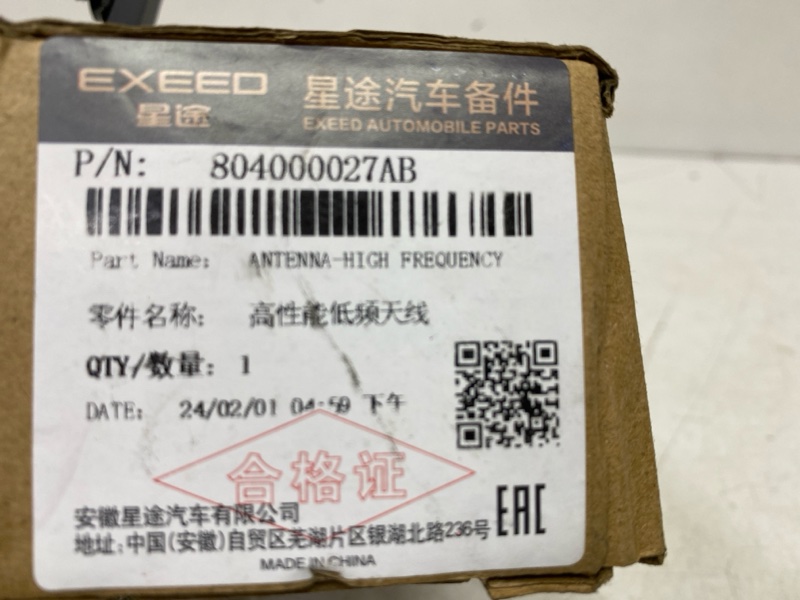 EXEED
星途
星途汽车备件
EXEED AUTOMOBILE PARTS
P/N: 804000027AB
Part Name: ANTENNA-HIGH FREQUENCY
零件名称: 高性能低频天线
QTY/数量: 1
DATE: 24/02/01 04:59 下午
合格证
安徽星途汽车有限公司
地址:中国(安徽)自贸区芜湖片区银湖北路236号
EAC
MADE IN CHINA